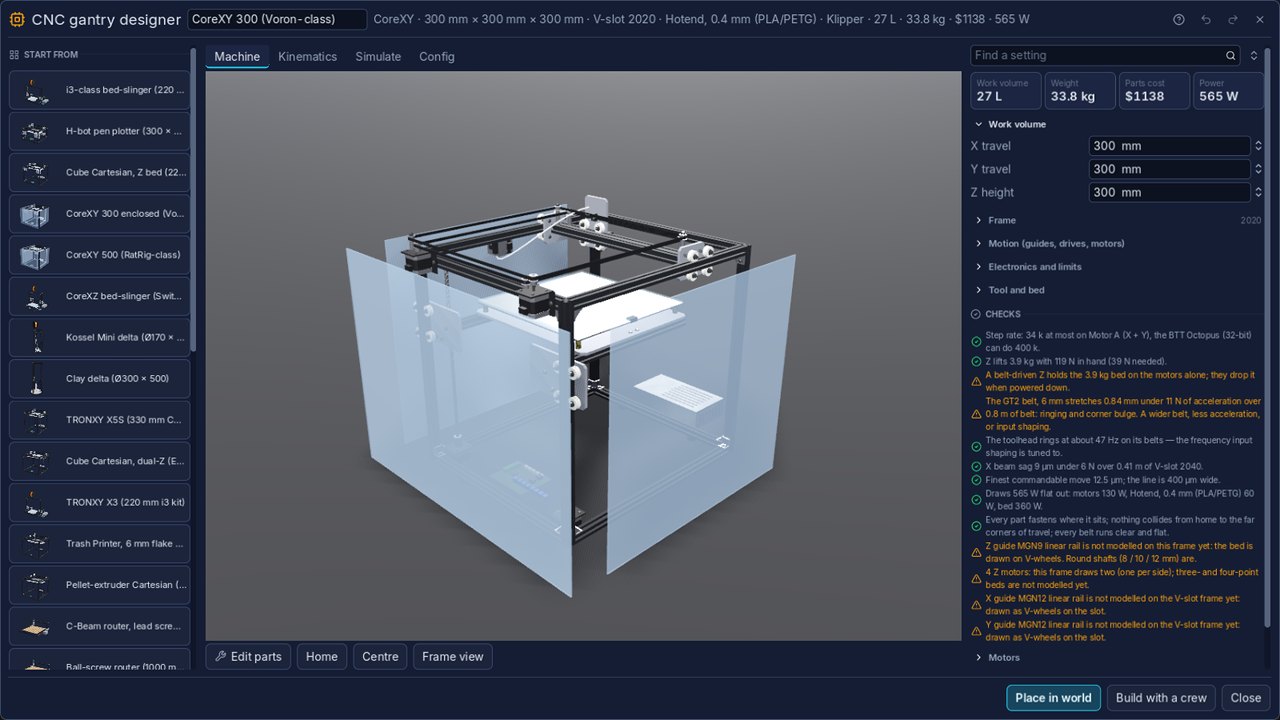 CNC gantry designer
CoreXY 300 (Voron-class)
CoreXY · 300 mm × 300 mm × 300 mm · V-slot 2020 · Hotend, 0.4 mm (PLA/PETG) · Klipper · 27 L · 33.8 kg · $1138 · 565 W
START FROM
i3-class bed-slinger (220 ...
H-bot pen plotter (300 × ...
Cube Cartesian, Z bed (22...
CoreXY 300 enclosed (Vo...
CoreXY 500 (RatRig-class)
CoreXZ bed-slinger (Swit...
Kossel Mini delta (Ø170 × ...
Clay delta (Ø300 × 500)
TRONXY X5S (330 mm C...
Cube Cartesian, dual-Z (E...
TRONXY X3 (220 mm i3 kit)
Trash Printer, 6 mm flake ...
Pellet-extruder Cartesian (...
C-Beam router, lead scre...
Ball-screw router (1000 m...
Machine
Kinematics
Simulate
Config
Edit parts
Home
Centre
Frame view
Find a setting
Work volume
27 L
Weight
33.8 kg
Parts cost
$1138
Power
565 W
Work volume
X travel
300 mm
Y travel
300 mm
Z height
300 mm
Frame
2020
Motion (guides, drives, motors)
Electronics and limits
Tool and bed
CHECKS
Step rate: 34 k at most on Motor A (X + Y), the BTT Octopus (32-bit)
can do 400 k.
Z lifts 3.9 kg with 119 N in hand (39 N needed).
A belt-driven Z holds the 3.9 kg bed on the motors alone; they drop it
when powered down.
The GT2 belt, 6 mm stretches 0.84 mm under 11 N of acceleration over
0.8 m of belt: ringing and corner bulge. A wider belt, less acceleration,
or input shaping.
The toolhead rings at about 47 Hz on its belts — the frequency input
shaping is tuned to.
X beam sag 9 µm under 6 N over 0.41 m of V-slot 2040.
Finest commandable move 12.5 µm; the line is 400 µm wide.
Draws 565 W flat out: motors 130 W, Hotend, 0.4 mm (PLA/PETG) 60
W, bed 360 W.
Every part fastens where it sits; nothing collides from home to the far
corners of travel; every belt runs clear and flat.
Z guide MGN9 linear rail is not modelled on this frame yet: the bed is
drawn on V-wheels. Round shafts (8 / 10 / 12 mm) are.
4 Z motors: this frame draws two (one per side); three- and four-point
beds are not modelled yet.
X guide MGN12 linear rail is not modelled on the V-slot frame yet:
drawn as V-wheels on the slot.
Y guide MGN12 linear rail is not modelled on the V-slot frame yet:
drawn as V-wheels on the slot.
Motors
Place in world
Build with a crew
Close